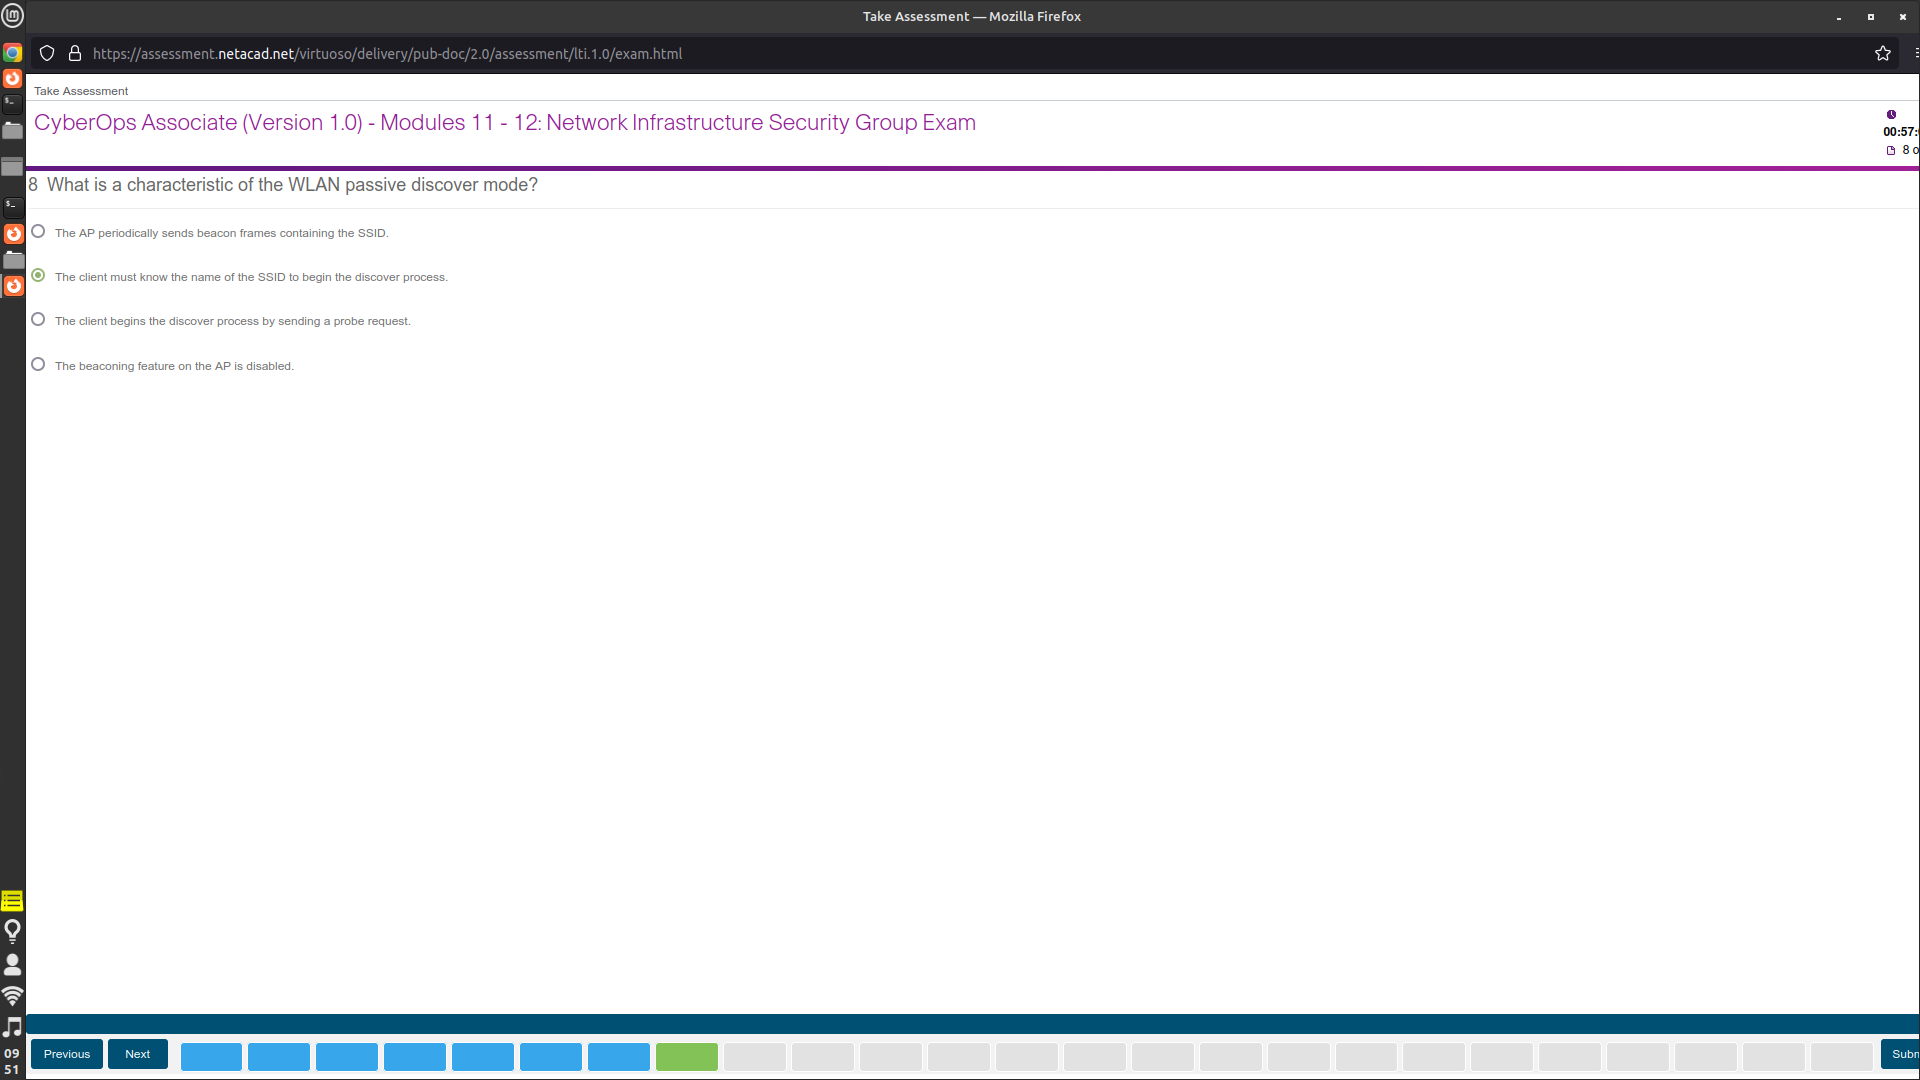 Take Assessment — Mozilla Firefox
https://assessment.netacad.net/virtuoso/delivery/pub-doc/2.0/assessment/lti.1.0/exam.html
Take Assessment
CyberOps Associate (Version 1.0) - Modules 11 - 12: Network Infrastructure Security Group Exam
00:57:
8 o
8 What is a characteristic of the WLAN passive discover mode?
The AP periodically sends beacon frames containing the SSID.
The client must know the name of the SSID to begin the discover process.
The client begins the discover process by sending a probe request.
The beaconing feature on the AP is disabled.
Previous
Next
Subm
09
51